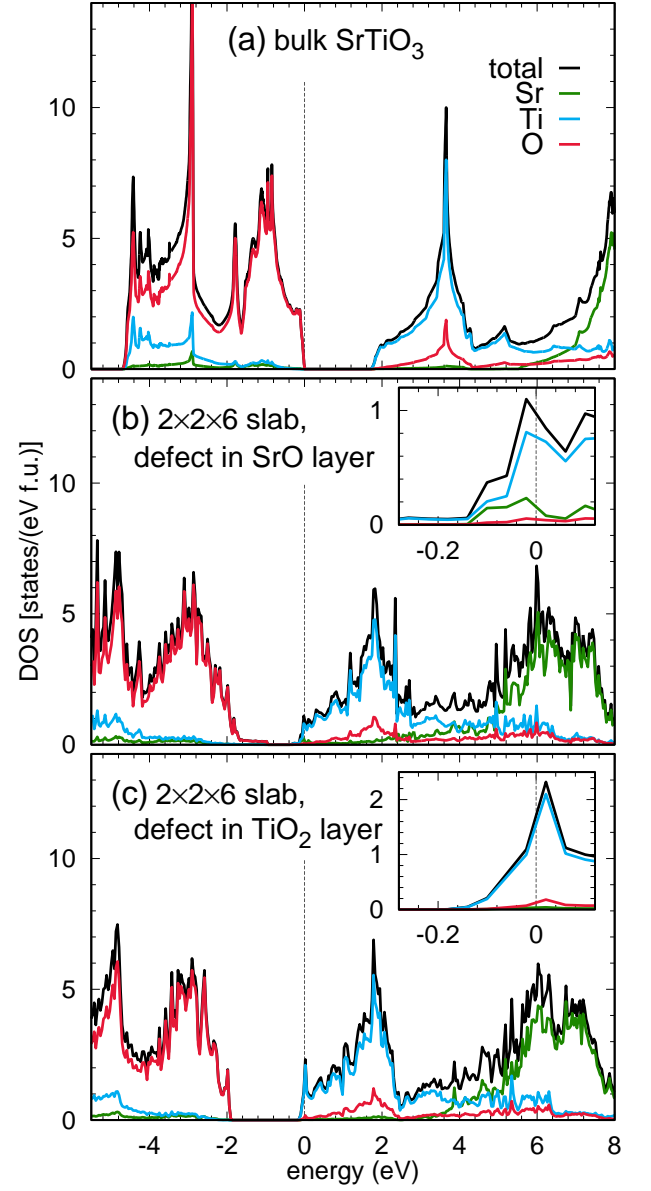 (a) bulk SrTiO₃
total
Sr
Ti
O
10
5
0
(b) 2×2×6 slab,
defect in SrO layer
1
0
-0.2 0
10
5
0
DOS [states/(eV f.u.)]
(c) 2×2×6 slab,
defect in TiO₂ layer
2
1
0
-0.2 0
10
5
0
-4 -2 0 2 4 6 8
energy (eV)